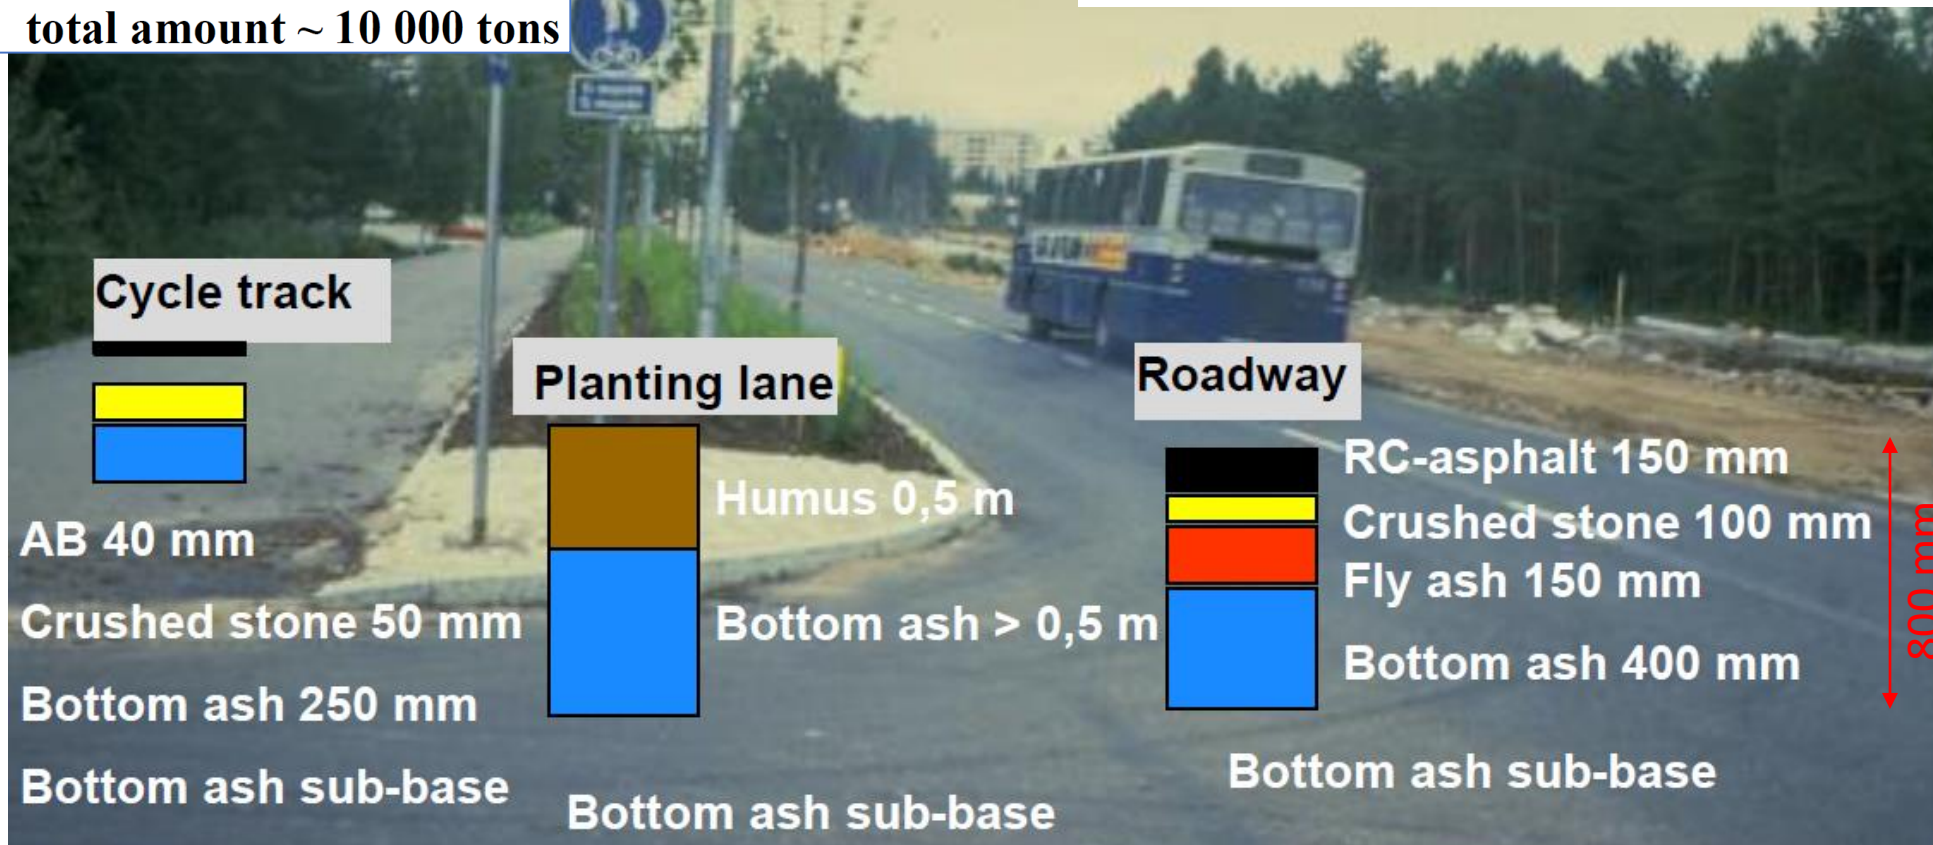 total amount ~ 10 000 tons
Cycle track
AB 40 mm
Crushed stone 50 mm
Bottom ash 250 mm
Bottom ash sub-base
Planting lane
Humus 0,5 m
Bottom ash > 0,5 m
Bottom ash sub-base
Roadway
RC-asphalt 150 mm
Crushed stone 100 mm
Fly ash 150 mm
Bottom ash 400 mm
Bottom ash sub-base
800 mm